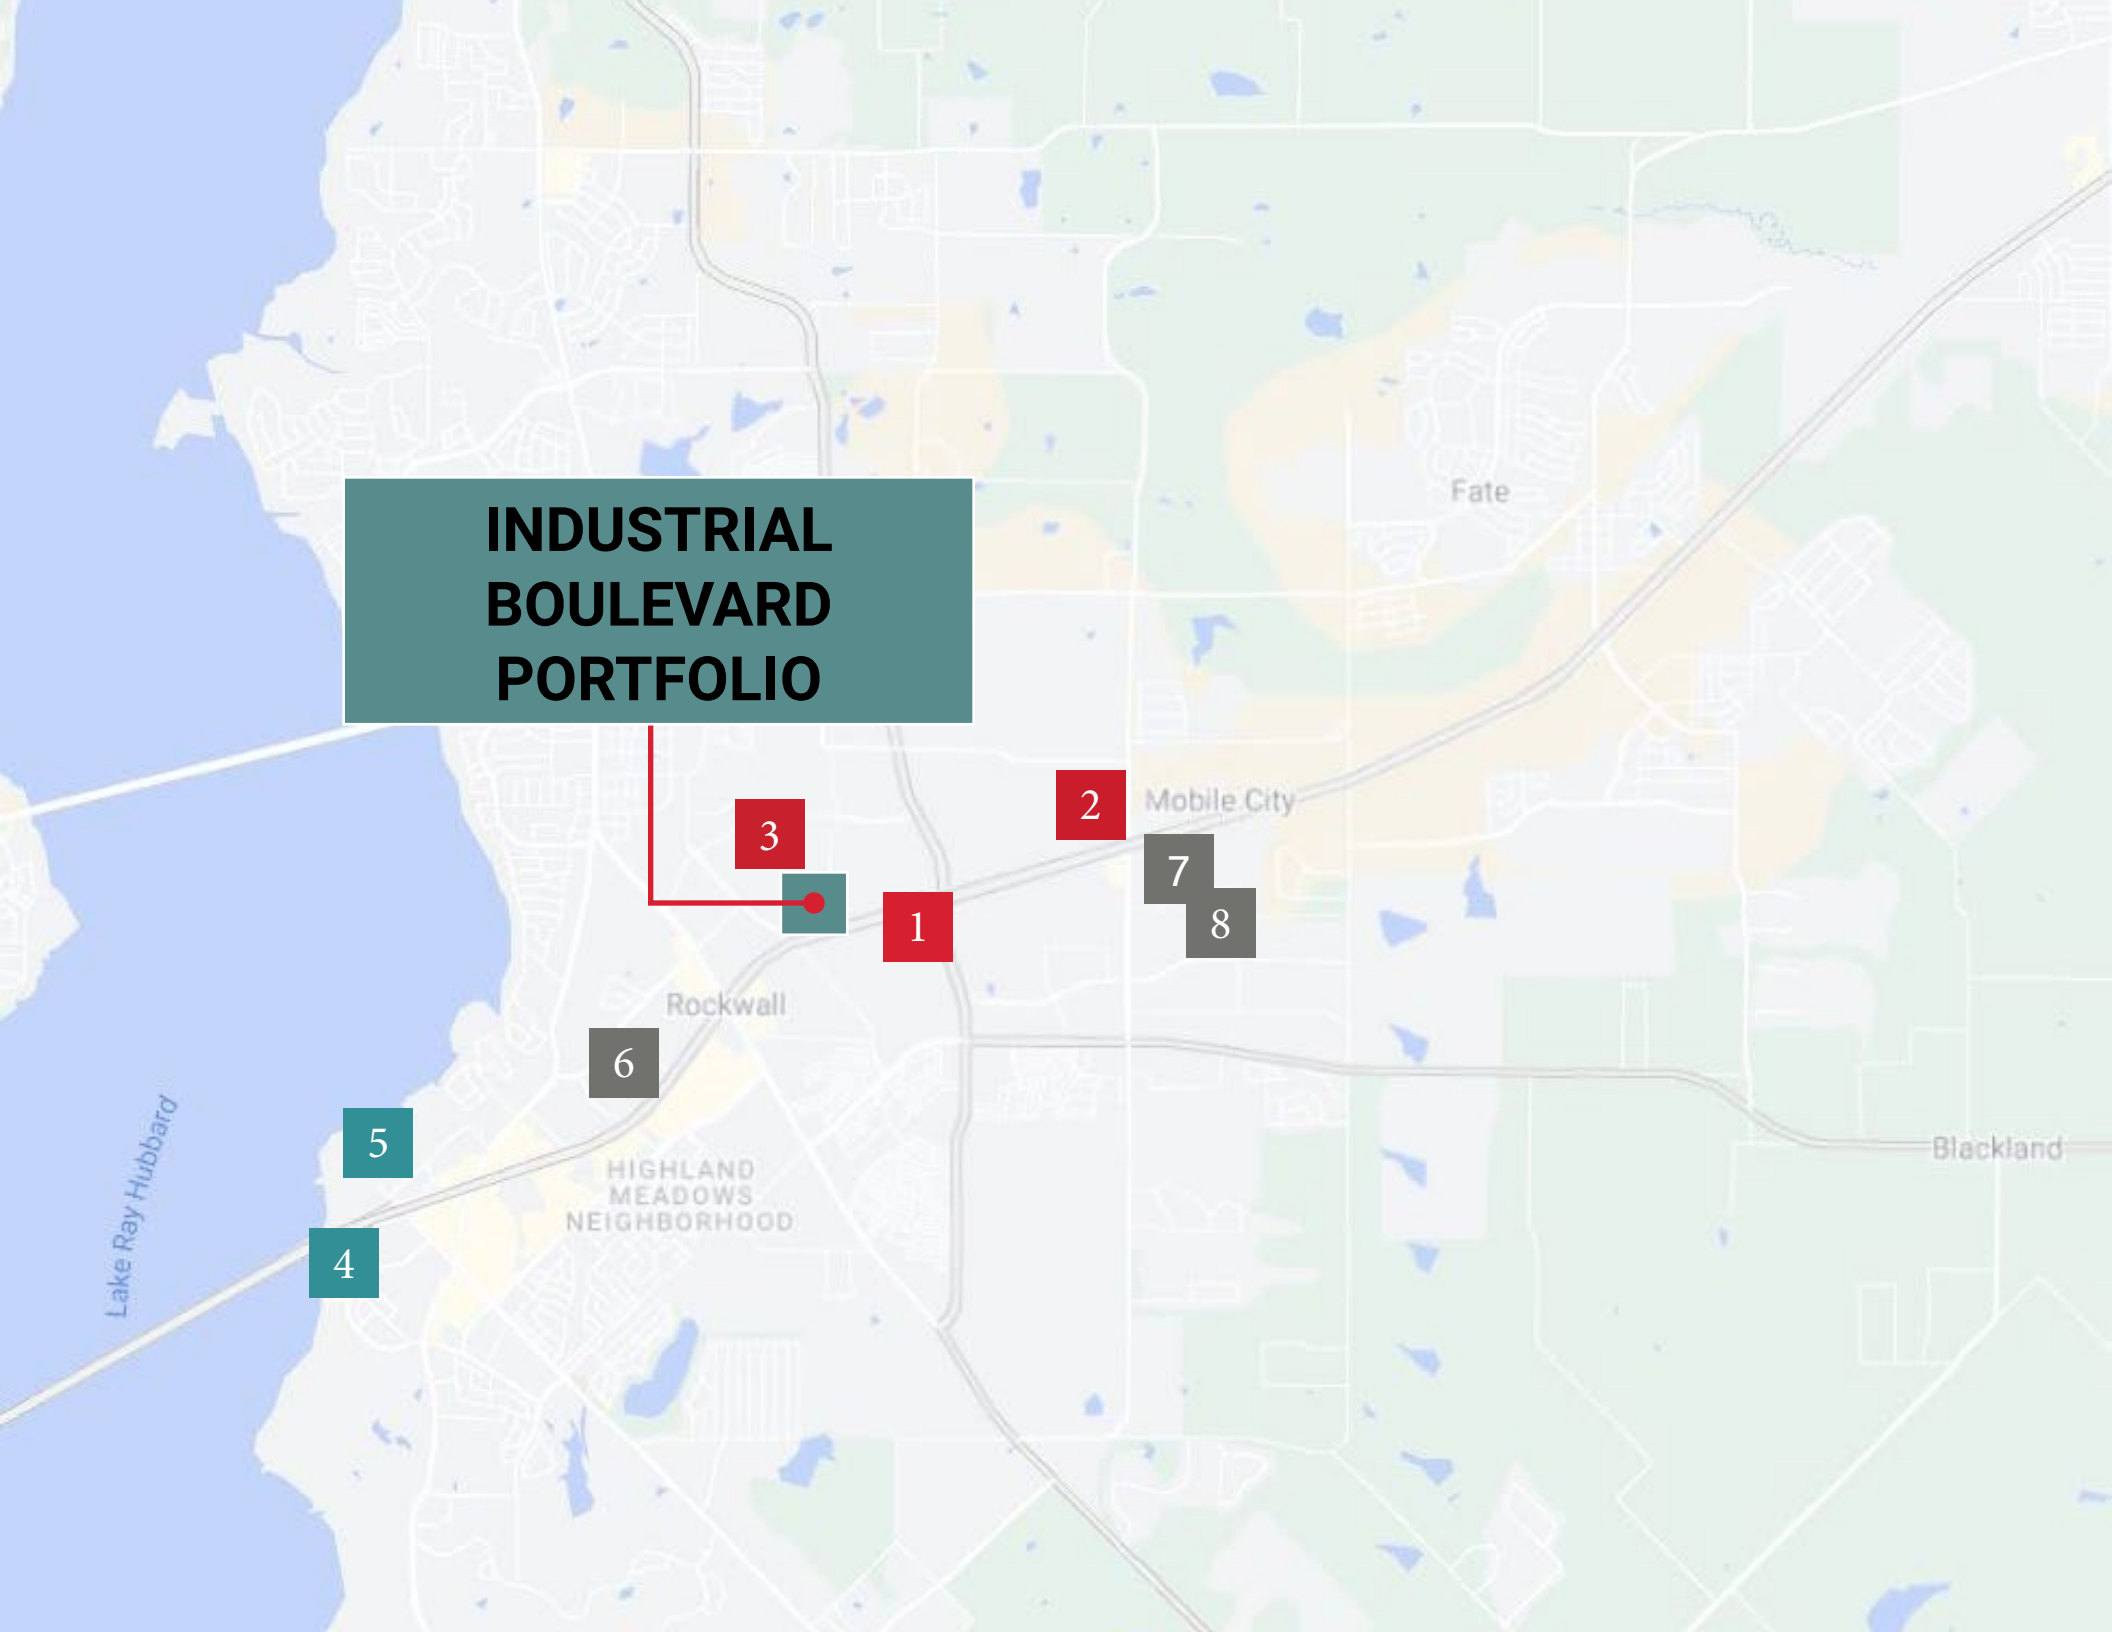 Fate
INDUSTRIAL
BOULEVARD
PORTFOLIO
2
Mobile City
3
7
1
8
Rockwall
6
5
Lake Ray Hubbard
Blackland
HIGHLAND
MEADOWS
NEIGHBORHOOD
4